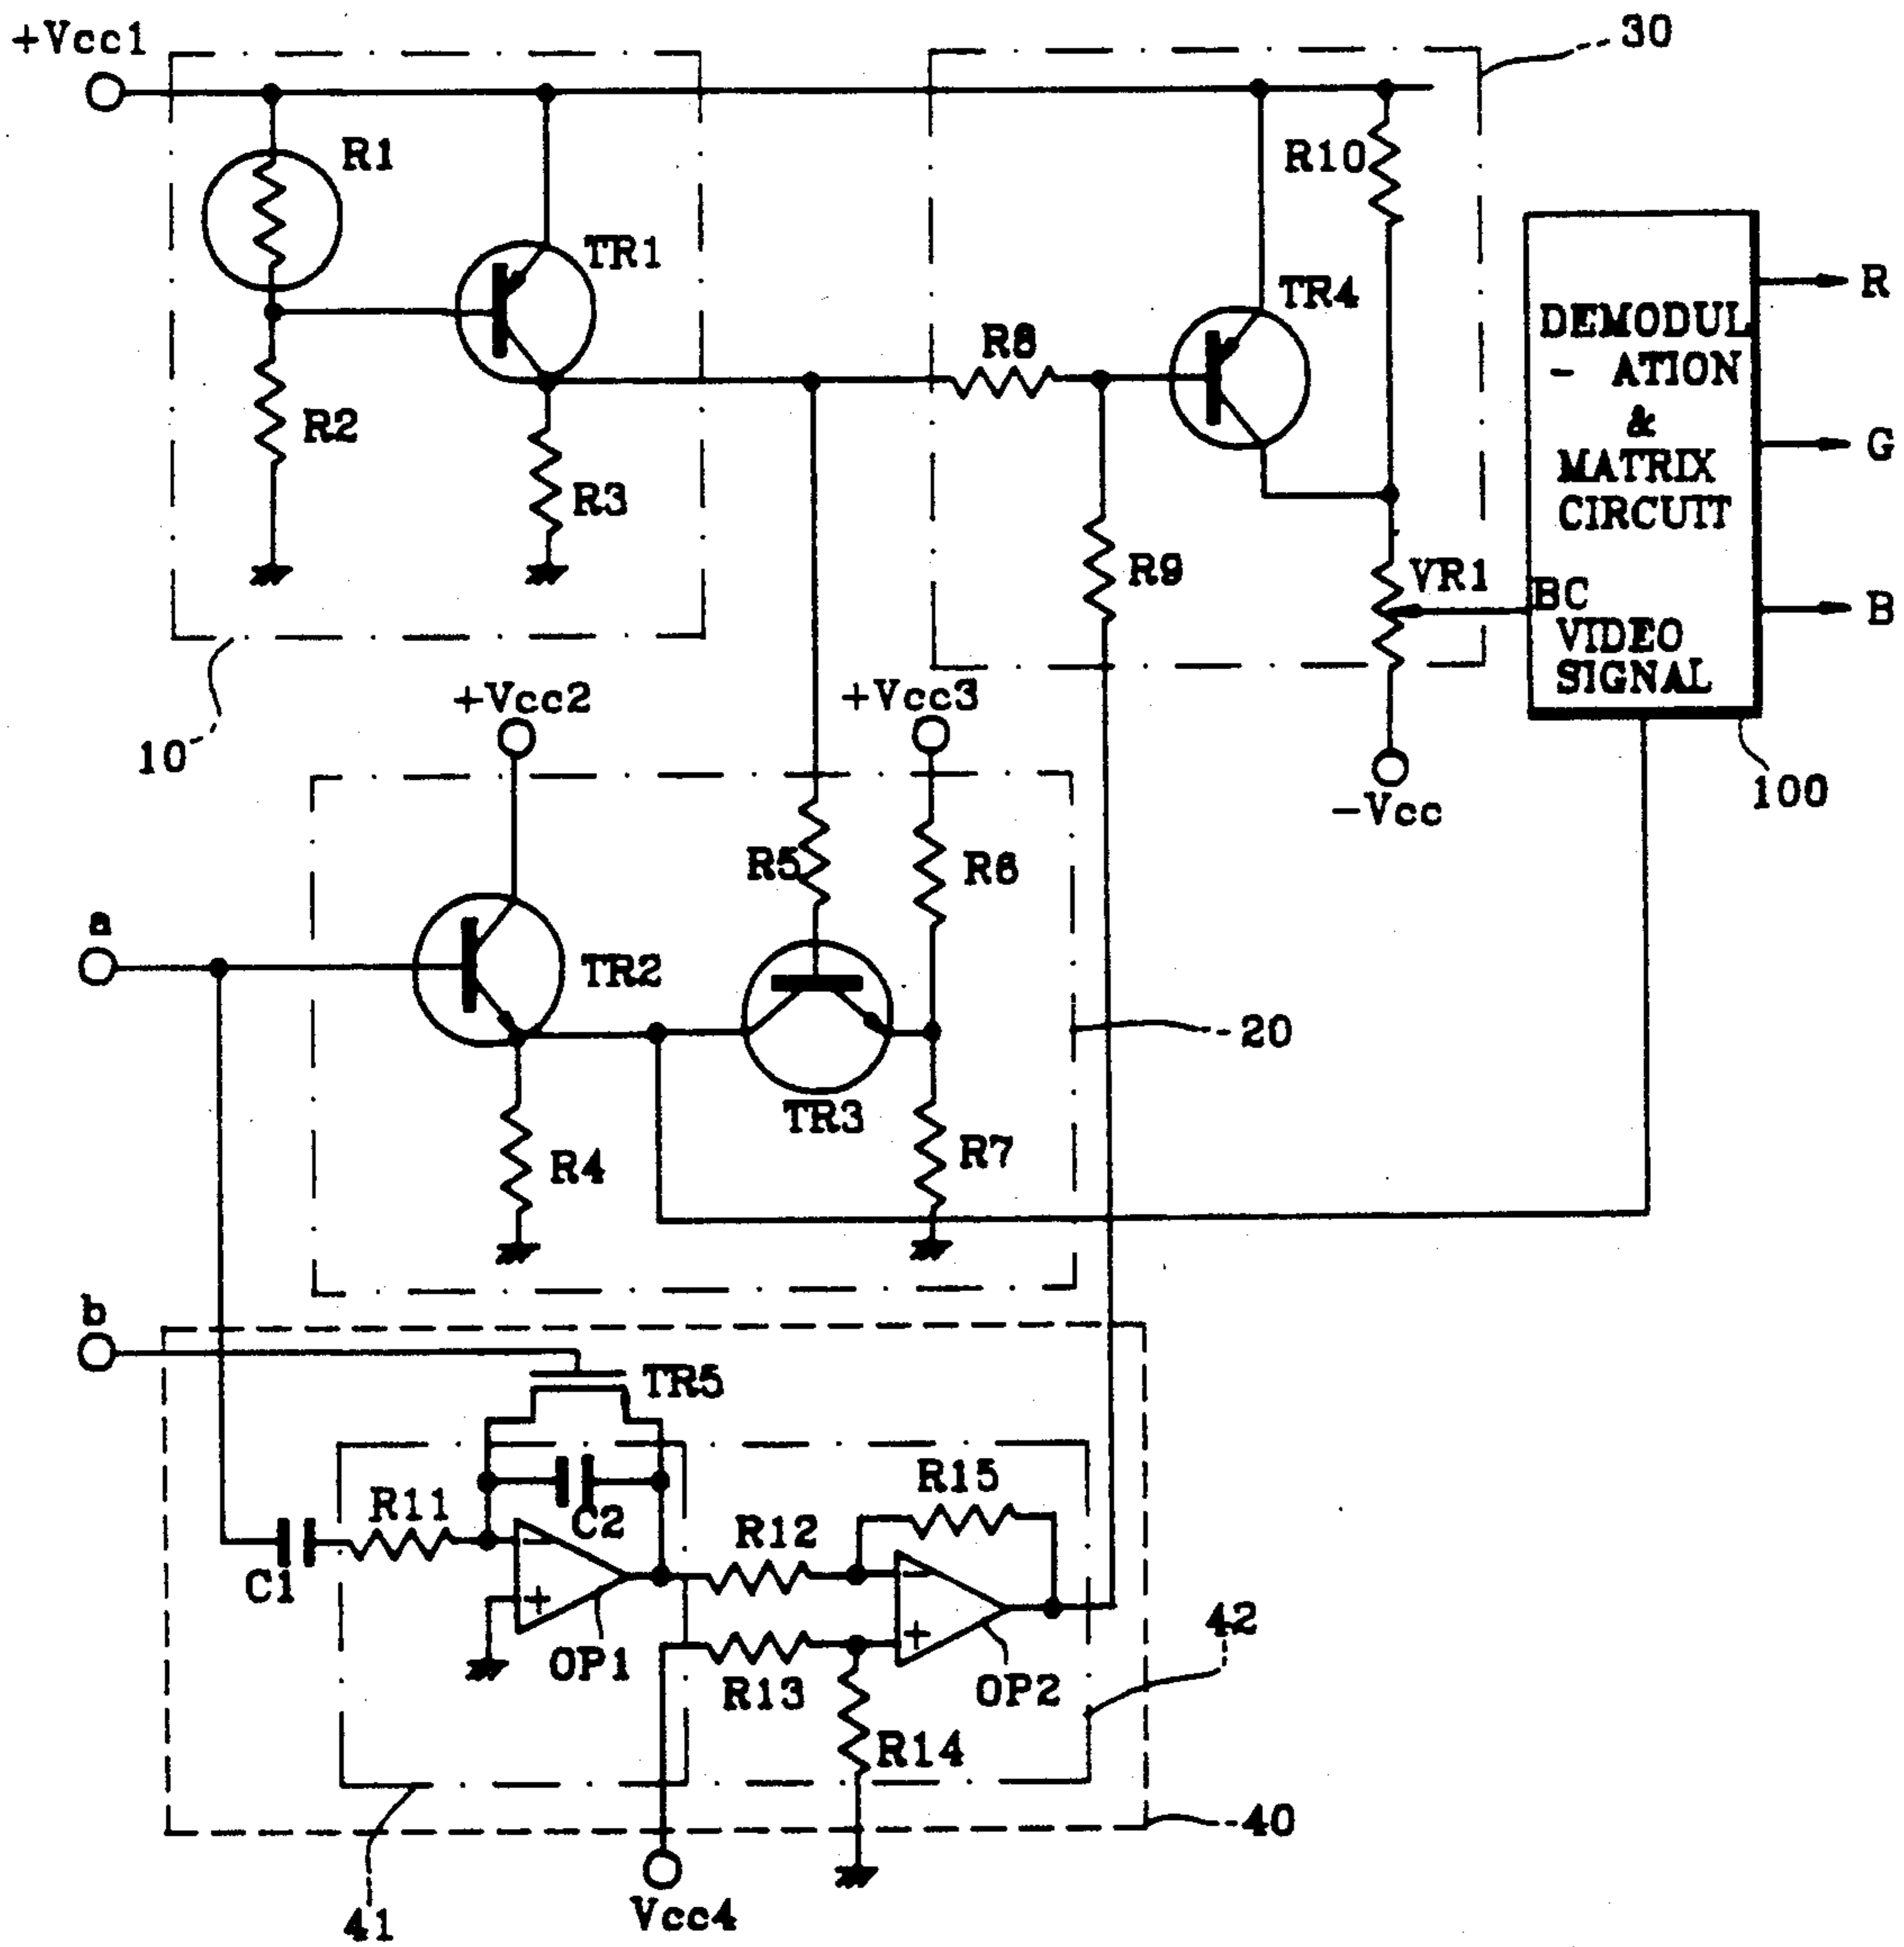 +Vcc1
30
R1
R10
TR1
TR4
R
DEMODUL
- ATION
&
MATRIX
CIRCUIT
R8
G
R2
R3
R9
VR1
BC
B
VIDEO
SIGNAL
+Vcc2
+Vcc3
10
-Vcc
100
R5
R6
a
TR2
20
TR3
R4
R7
b
TR5
R11
C2
R15
R12
C1
-
+
-
+
OP1
R13
OP2
42
R14
40
41
Vcc4